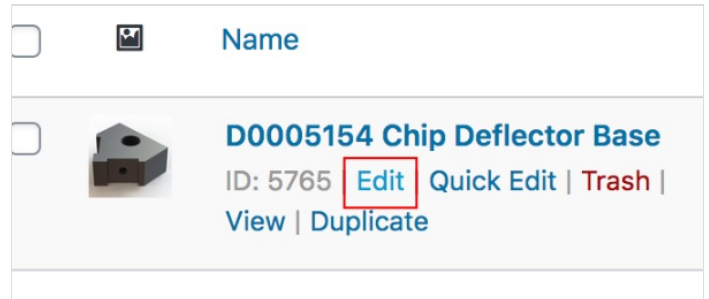 Name
D0005154 Chip Deflector Base
ID: 5765 | Edit | Quick Edit | Trash |
View | Duplicate